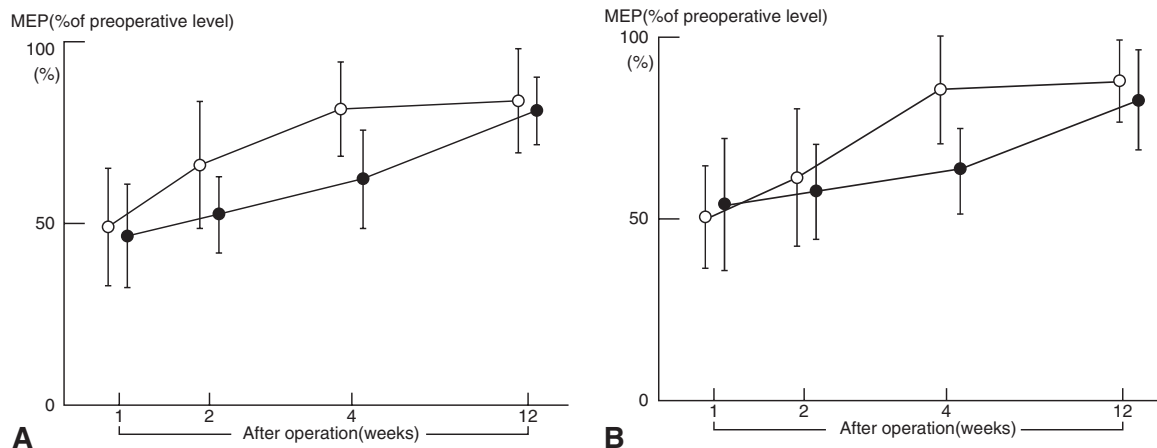 MEP(%of preoperative level)
100
(%)
50
0
1 2 4 12
After operation(weeks)
A
MEP(%of preoperative level)
100
(%)
50
0
1 2 4 12
After operation(weeks)
B